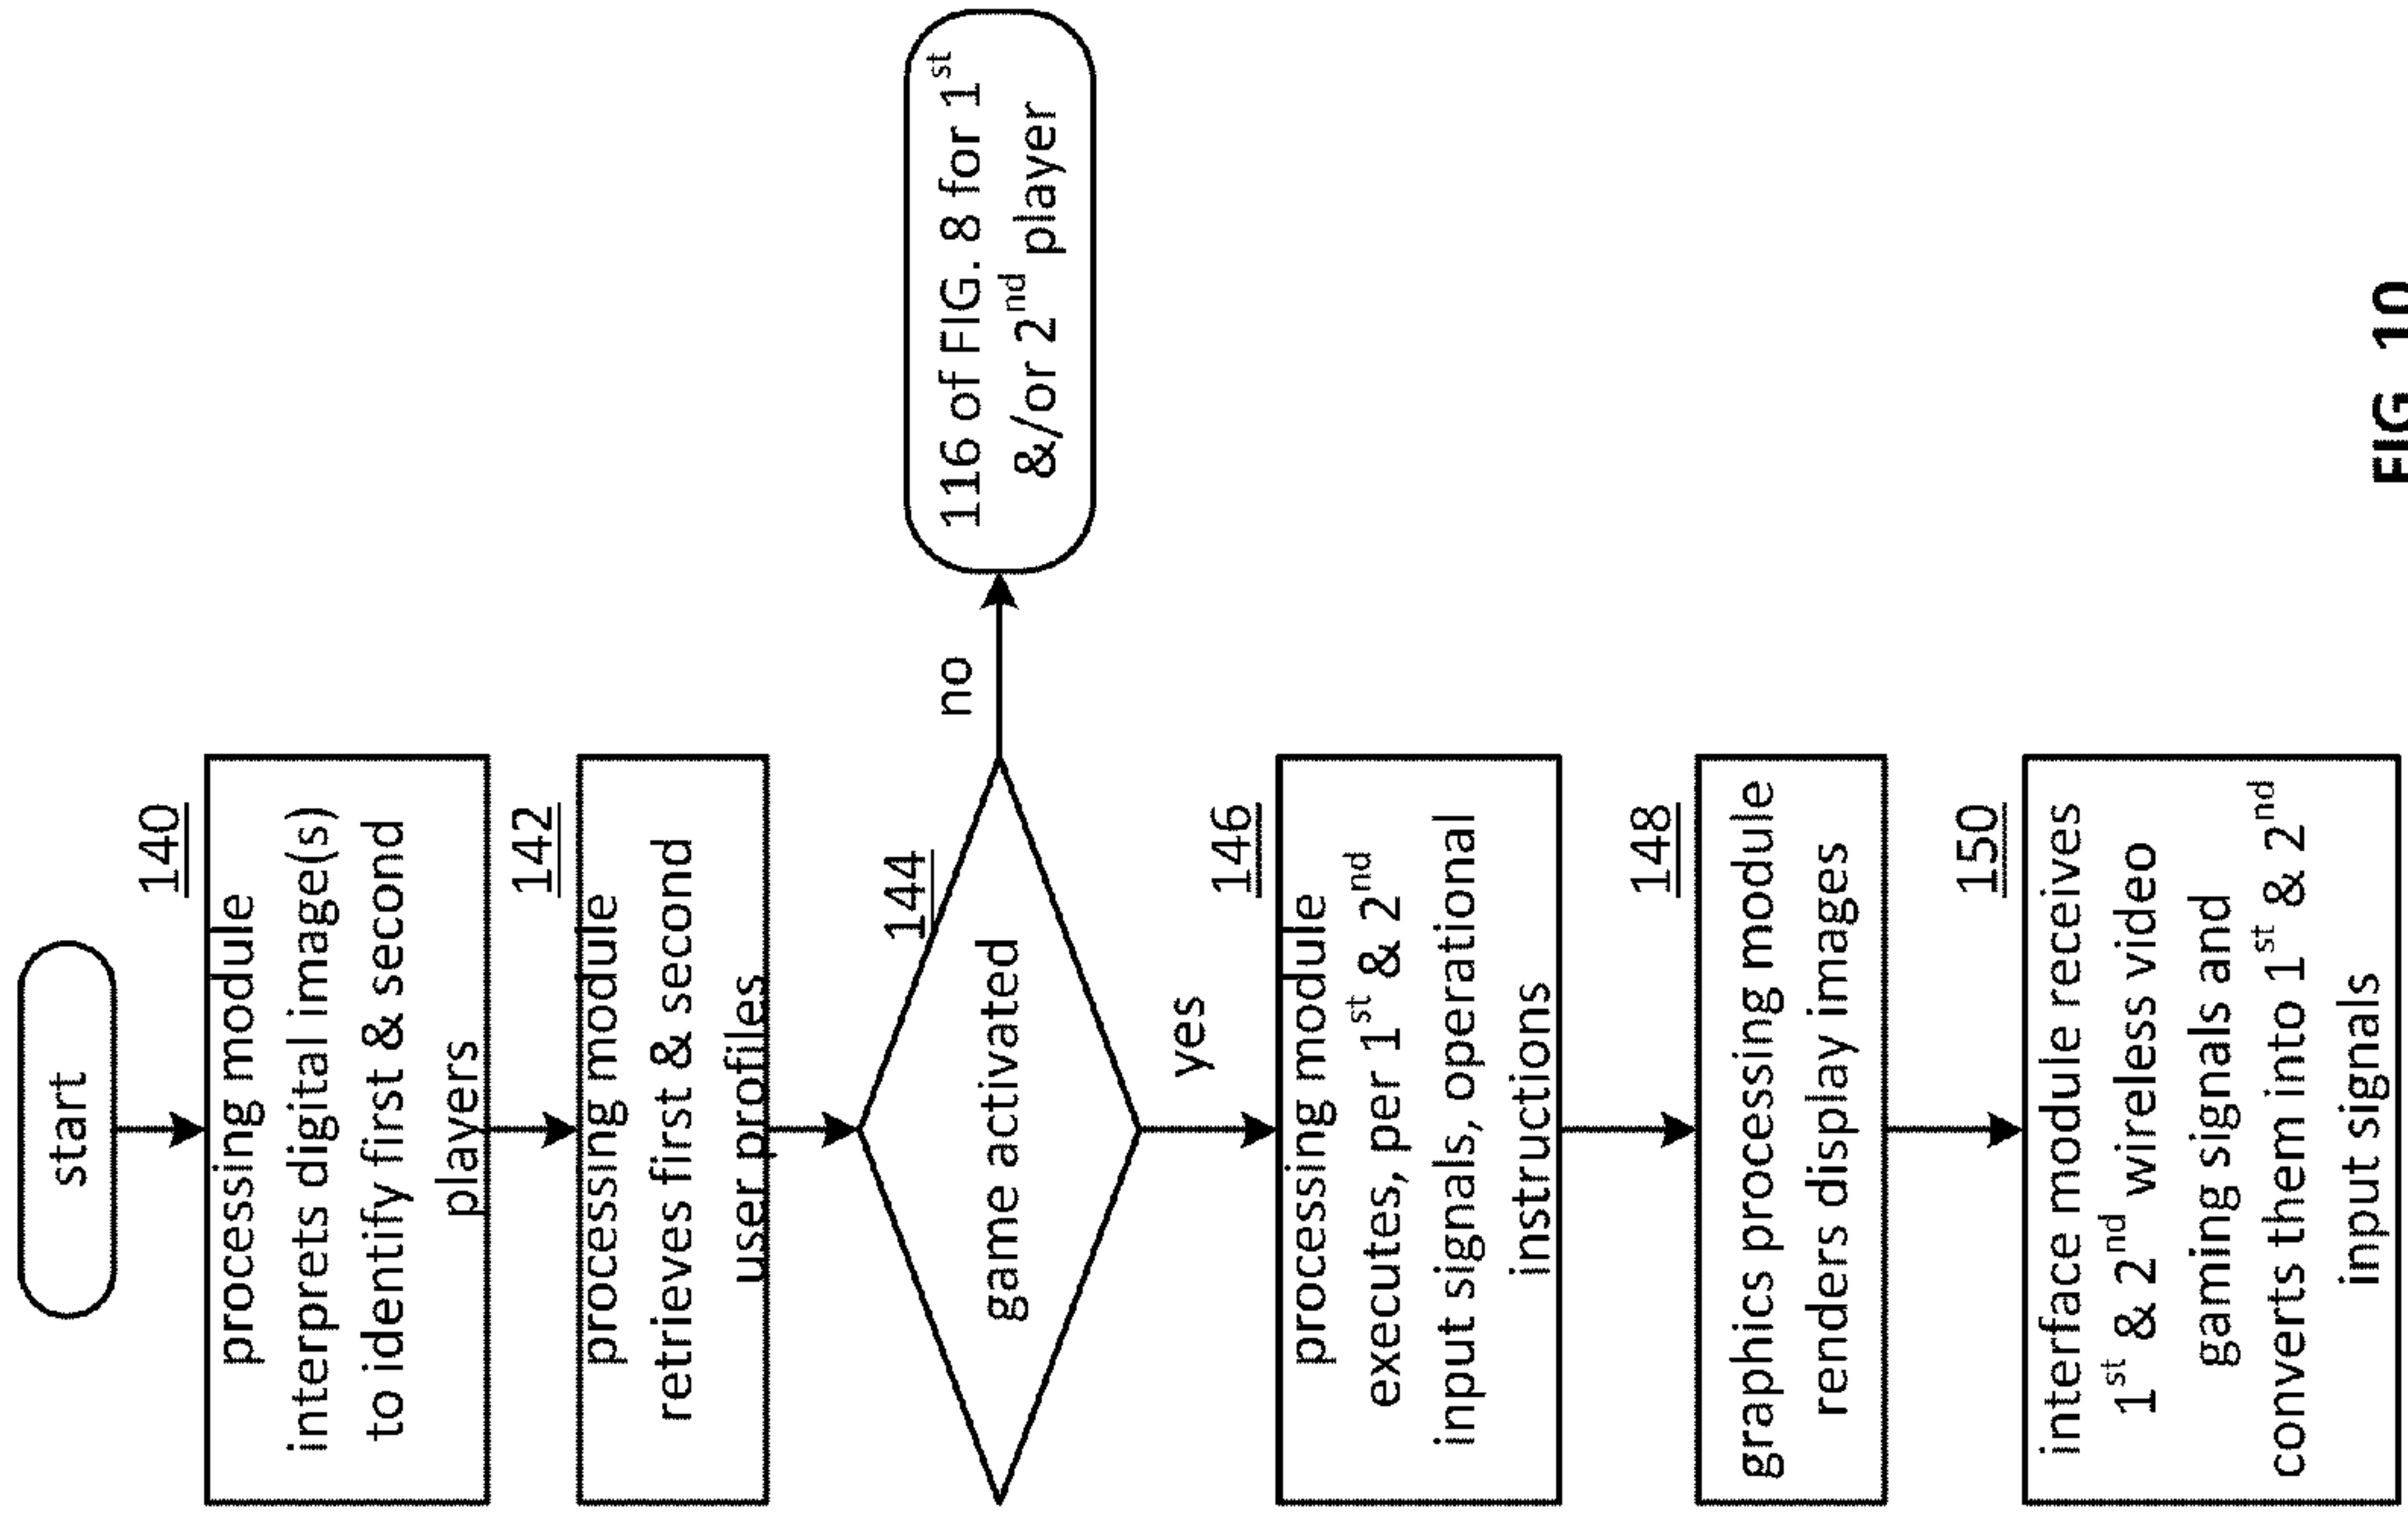 start
140
processing module
interprets digital image(s)
to identify first & second
players
142
processing module
retrieves first & second
user profiles
144
game activated
no
116 of FIG. 8 for 1st
&/or 2nd player
yes
146
processing module
executes, per 1st & 2nd
input signals, operational
instructions
148
graphics processing module
renders display images
150
interface module receives
1st & 2nd wireless video
gaming signals and
converts them into 1st & 2nd
input signals
FIG. 10